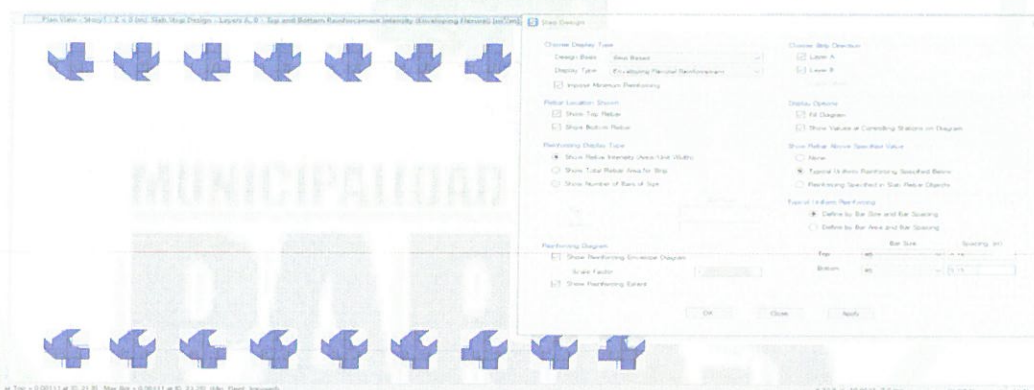 Plan View - Story1 - Z = 0 (m) Slab Strip Design - Layers A, B - Top and Bottom Reinforcement Intensity (Enveloping Flexural)
Slab Design
Choose Display Type
Design Basis Strip Based
Display Type Enveloping Flexural Reinforcement
Impose Minimum Reinforcing
Rebar Location Shown
Show Top Rebar
Show Bottom Rebar
Reinforcing Display Type
Show Rebar Intensity (Area/Unit Width)
Show Total Rebar Area for Strip
Show Number of Bars of Size
Reinforcing Diagram
Show Reinforcing Envelope Diagram
Scale Factor
Show Reinforcing Extent
Choose Strip Direction
Layer A
Layer B
Display Options
Fill Diagram
Show Values at Controlling Stations on Diagram
Show Rebar Above Specified Value
None
Typical Uniform Reinforcing Specified Below
Reinforcing Specified in Slab Rebar Objects
Typical Uniform Reinforcing
Define by Bar Size and Bar Spacing
Define by Bar Area and Bar Spacing
Bar Size Spacing (m)
Top #5
Bottom #5
OK Close Apply
MUNICIPALIDAD